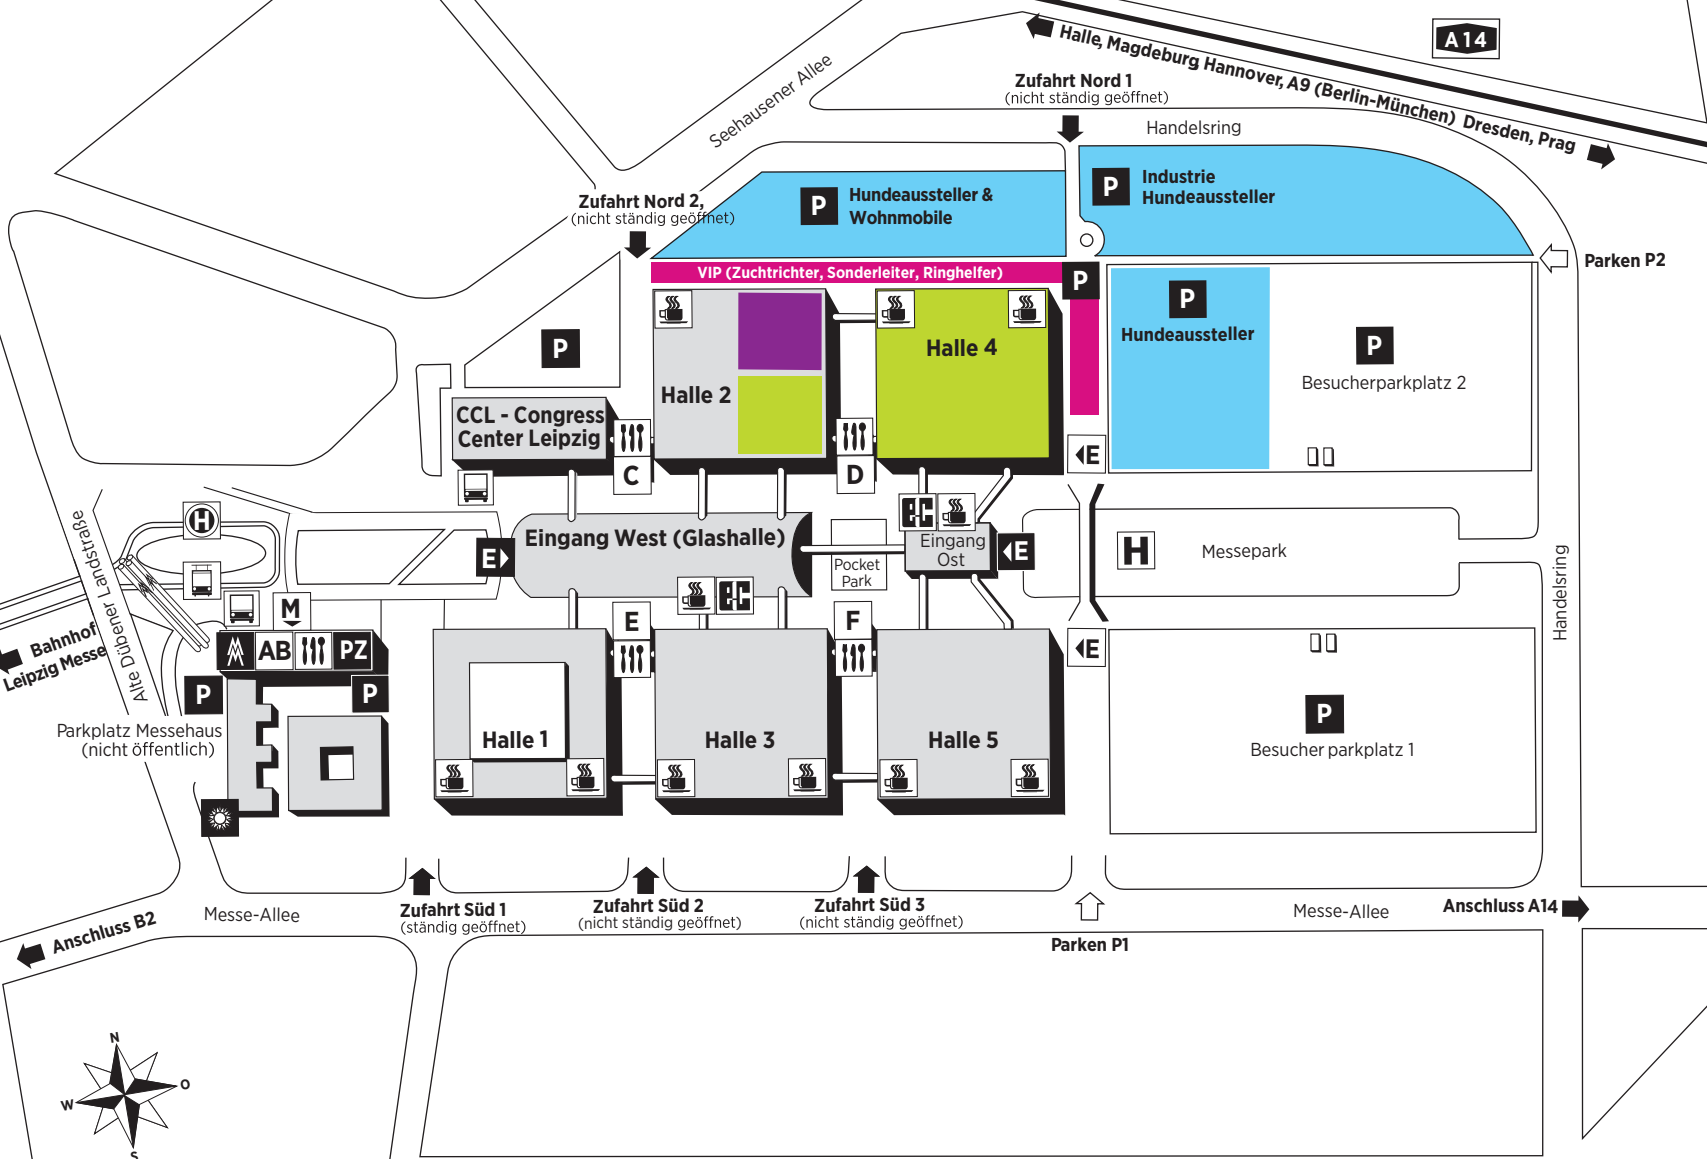 A 14
Halle, Magdeburg Hannover, A9 (Berlin-München) Dresden, Prag
Seehausener Allee
Zufahrt Nord 1
(nicht ständig geöffnet)
Handelsring
Zufahrt Nord 2,
(nicht ständig geöffnet)
P
Hundeaussteller &
Wohnmobile
P
Industrie
Hundeaussteller
Parken P2
VIP (Zuchtrichter, Sonderleiter, Ringhelfer)
P
P
Hundeaussteller
P
Besucherparkplatz 2
P
Halle 2
Halle 4
CCL - Congress
Center Leipzig
C
D
E
H
Alte Dübener Landstraße
Bahnhof
Leipzig Messe
E
Eingang West (Glashalle)
Pocket
Park
EC
Eingang
Ost
E
H
Messepark
Handelsring
M
AB
PZ
P
P
Parkplatz Messehaus
(nicht öffentlich)
EC
E
F
E
Halle 1
Halle 3
Halle 5
P
Besucher parkplatz 1
Anschluss B2
Messe-Allee
Zufahrt Süd 1
(ständig geöffnet)
Zufahrt Süd 2
(nicht ständig geöffnet)
Zufahrt Süd 3
(nicht ständig geöffnet)
Parken P1
Messe-Allee
Anschluss A14
N
W
O
S